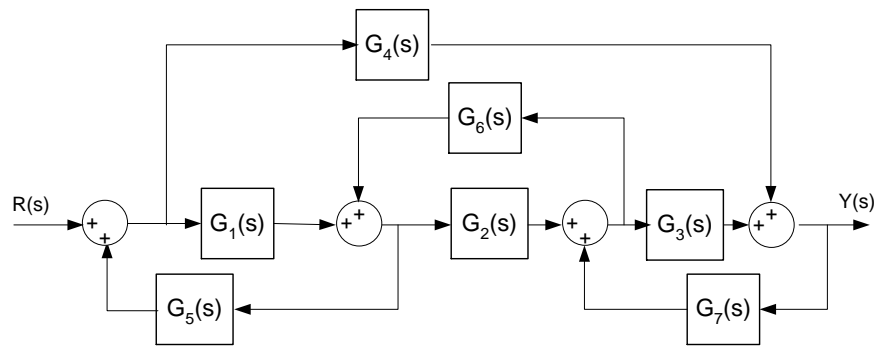 G₄(s)
G₆(s)
R(s)
+
+
G₁(s)
+
+
G₂(s)
+
+
G₃(s)
+
+
Y(s)
G₅(s)
G₇(s)